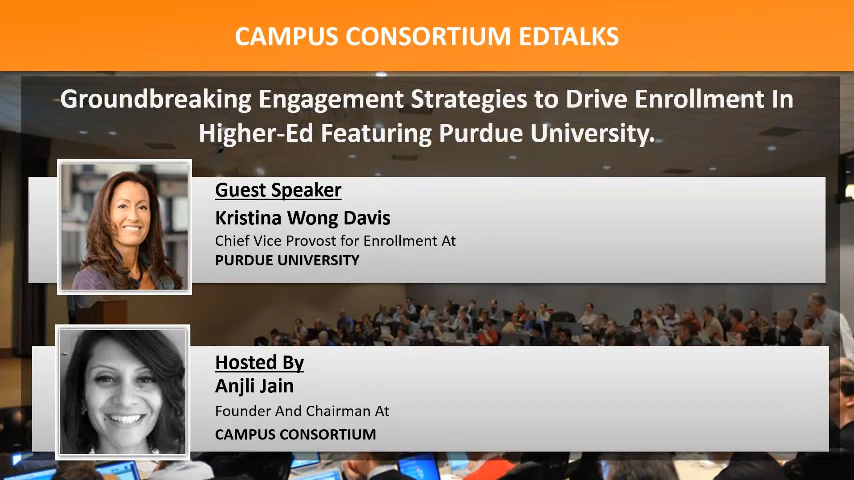 CAMPUS CONSORTIUM EDTALKS
Groundbreaking Engagement Strategies to Drive Enrollment In
Higher-Ed Featuring Purdue University.
Guest Speaker
Kristina Wong Davis
Chief Vice Provost for Enrollment At
PURDUE UNIVERSITY
Hosted By
Anjli Jain
Founder And Chairman At
CAMPUS CONSORTIUM